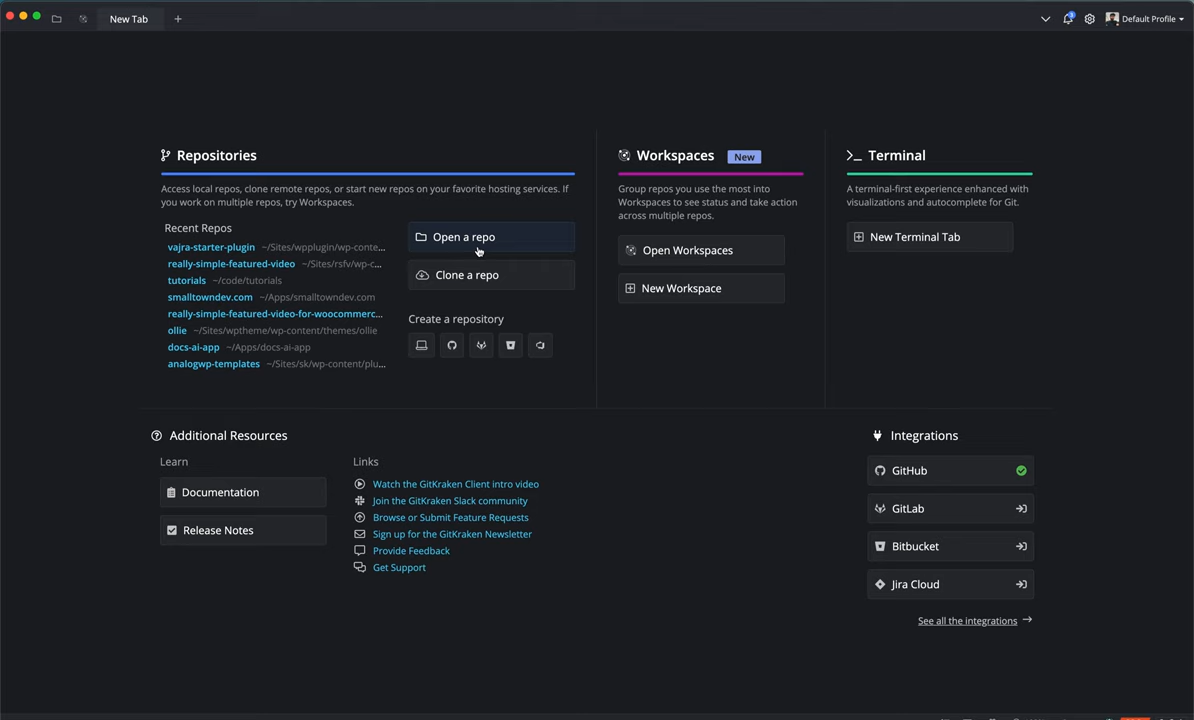 New Tab
3
Default Profile
Repositories
Access local repos, clone remote repos, or start new repos on your favorite hosting services. If
you work on multiple repos, try Workspaces.
Recent Repos
vajra-starter-plugin ~/Sites/wpplugin/wp-conte...
really-simple-featured-video ~/Sites/rsfv/wp-c...
tutorials ~/code/tutorials
smalltowndev.com ~/Apps/smalltowndev.com
really-simple-featured-video-for-woocommerc...
ollie ~/Sites/wptheme/wp-content/themes/ollie
docs-ai-app ~/Apps/docs-ai-app
analogwp-templates ~/Sites/sk/wp-content/plu...
Open a repo
Clone a repo
Create a repository
Workspaces New
Group repos you use the most into
Workspaces to see status and take action
across multiple repos.
Open Workspaces
New Workspace
Terminal
A terminal-first experience enhanced with
visualizations and autocomplete for Git.
New Terminal Tab
Additional Resources
Learn
Documentation
Release Notes
Links
Watch the GitKraken Client intro video
Join the GitKraken Slack community
Browse or Submit Feature Requests
Sign up for the GitKraken Newsletter
Provide Feedback
Get Support
Integrations
GitHub
GitLab
Bitbucket
Jira Cloud
See all the integrations